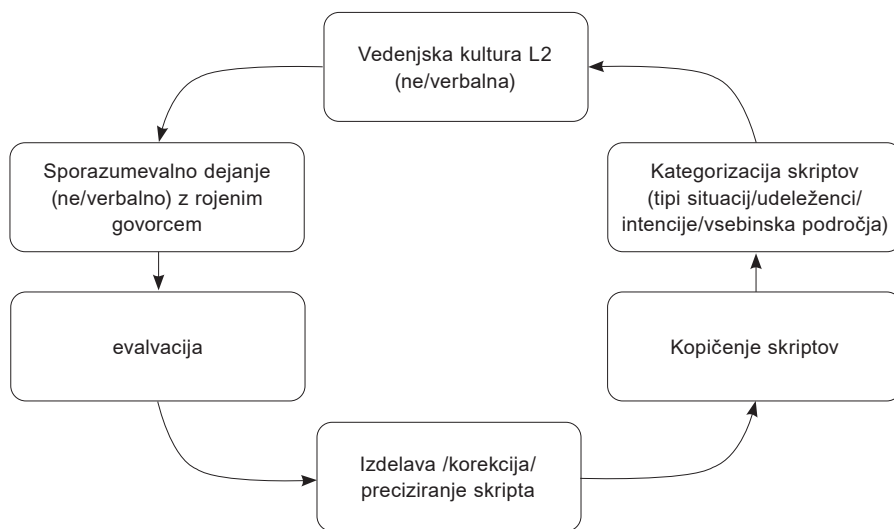 Vedenjska kultura L2
(ne/verbalna)
Sporazumevalno dejanje
(ne/verbalno) z rojenim
govorcem
Kategorizacija skriptov
(tipi situacij/udeleženci/
intencije/vsebinska področja)
evalvacija
Kopičenje skriptov
Izdelava /korekcija/
preciziranje skripta